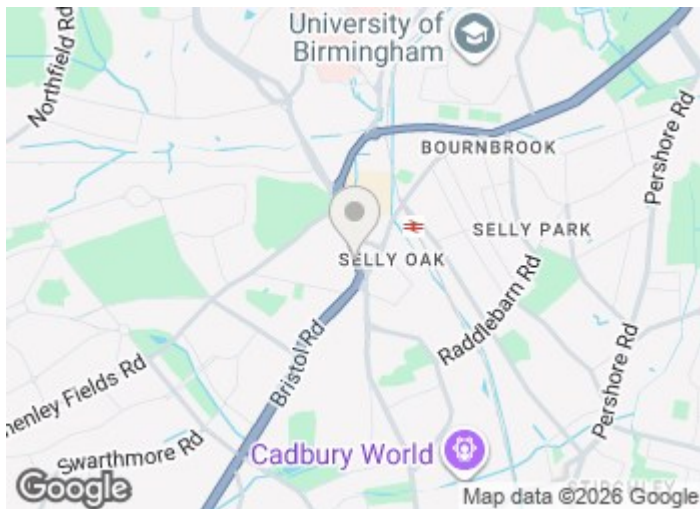 University of
Birmingham
Northfield Rd
BOURNBROOK
Pershore Rd
SELLY PARK
SELLY OAK
Raddlebarn Rd
Bristol Rd
Pershore Rd
henley Fields Rd
Swarthmore Rd
Cadbury World
STIRCHLEY
Google
Map data ©2026 Google